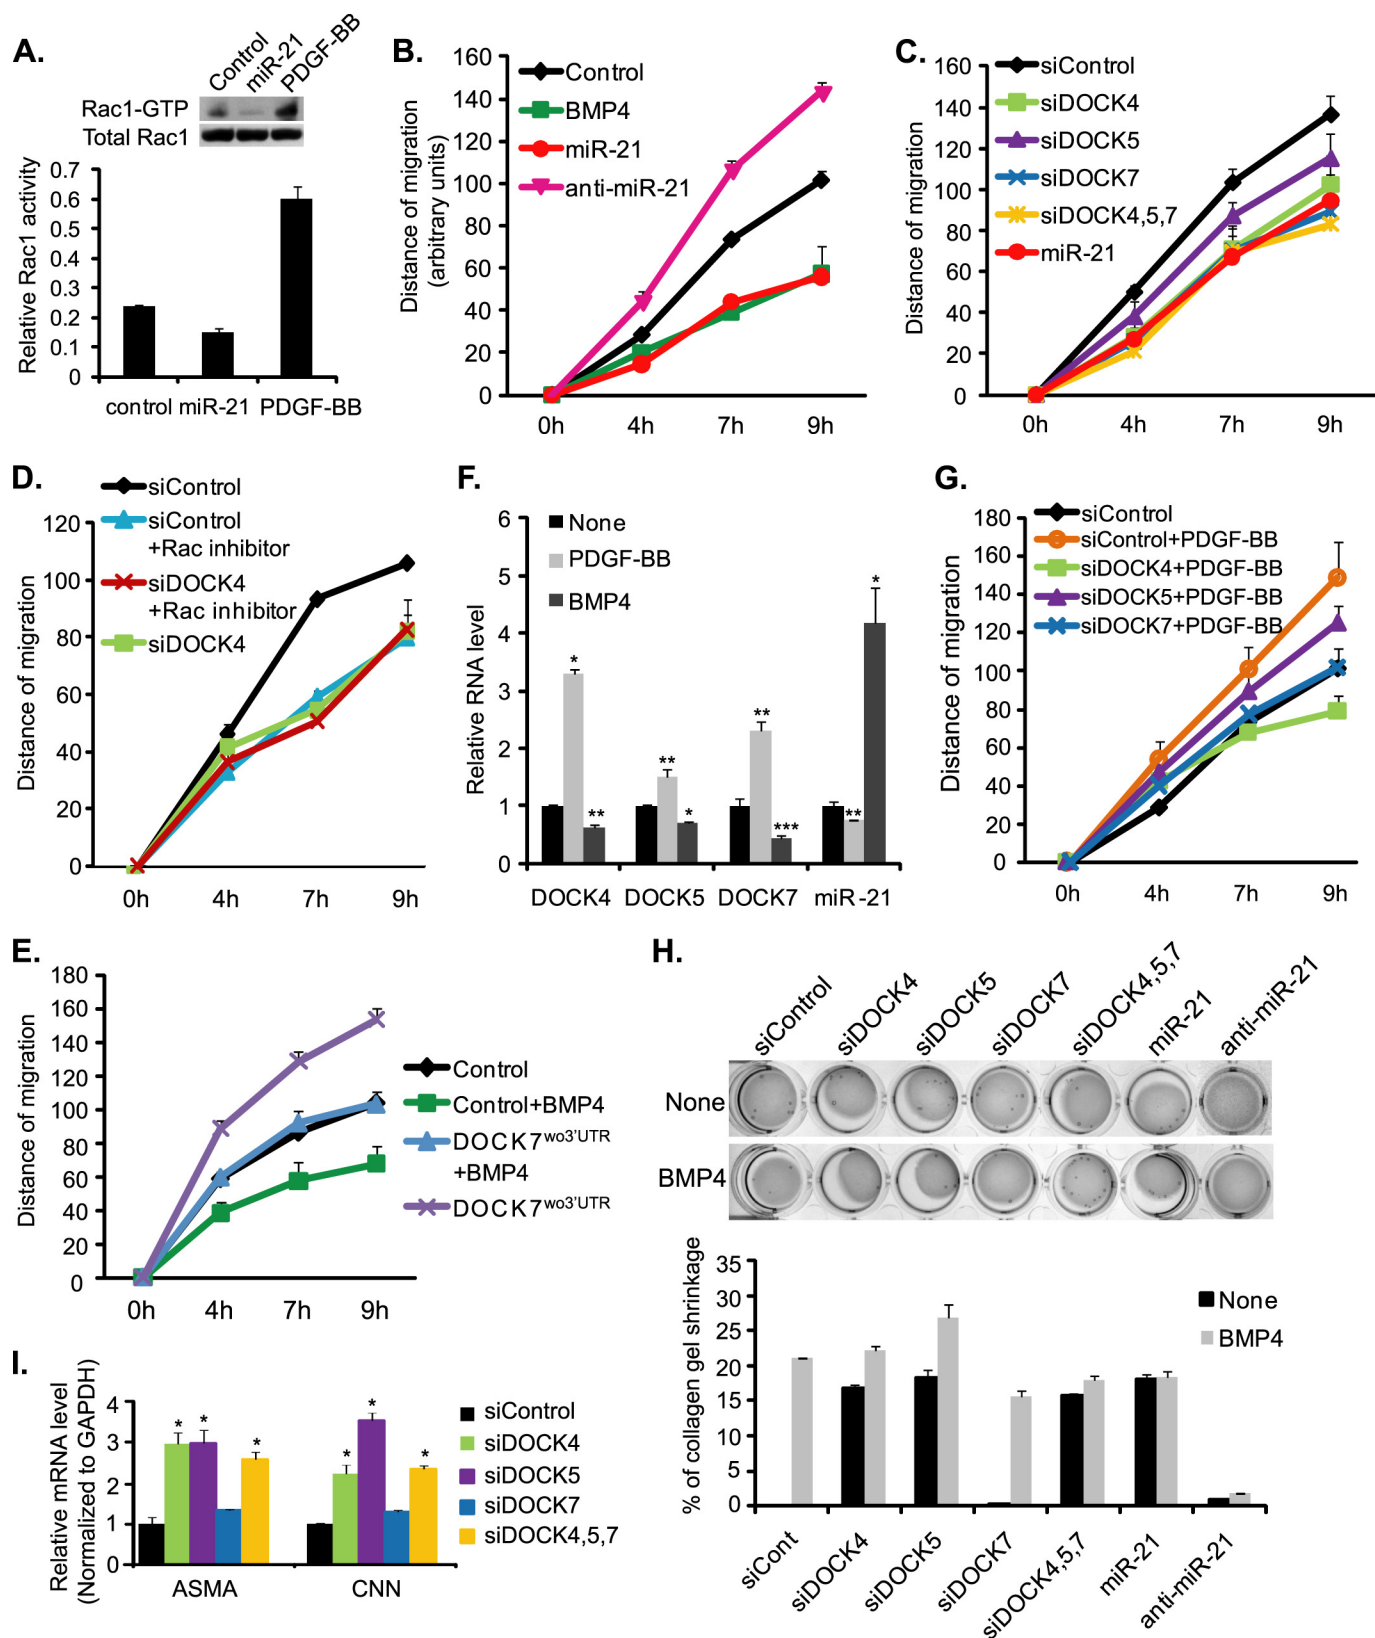 A.
Control
miR-21
PDGF-BB
Rac1-GTP
Total Rac1
Relative Rac1 activity
0.7
0.6
0.5
0.4
0.3
0.2
0.1
0
control miR-21 PDGF-BB
B.
Distance of migration
(arbitrary units)
160
140
120
100
80
60
40
20
0
Control
BMP4
miR-21
anti-miR-21
0h 4h 7h 9h
C.
Distance of migration
160
140
120
100
80
60
40
20
0
siControl
siDOCK4
siDOCK5
siDOCK7
siDOCK4,5,7
miR-21
0h 4h 7h 9h
D.
Distance of migration
120
100
80
60
40
20
0
siControl
siControl
+Rac inhibitor
siDOCK4
+Rac inhibitor
siDOCK4
0h 4h 7h 9h
F.
Relative RNA level
6
5
4
3
2
1
0
None
PDGF-BB
BMP4
* ** ** * ** *** ** *
DOCK4 DOCK5 DOCK7 miR-21
G.
Distance of migration
180
160
140
120
100
80
60
40
20
0
siControl
siControl+PDGF-BB
siDOCK4+PDGF-BB
siDOCK5+PDGF-BB
siDOCK7+PDGF-BB
0h 4h 7h 9h
E.
Distance of migration
180
160
140
120
100
80
60
40
20
0
Control
Control+BMP4
DOCK7wo3'UTR
+BMP4
DOCK7wo3'UTR
0h 4h 7h 9h
H.
siControl
siDOCK4
siDOCK5
siDOCK7
siDOCK4,5,7
miR-21
anti-miR-21
None
BMP4
% of collagen gel shrinkage
35
30
25
20
15
10
5
0
None
BMP4
siCont
siDOCK4
siDOCK5
siDOCK7
siDOCK4,5,7
miR-21
anti-miR-21
I.
Relative mRNA level
(Normalized to GAPDH)
4
3
2
1
0
* * * * * *
siControl
siDOCK4
siDOCK5
siDOCK7
siDOCK4,5,7
ASMA CNN